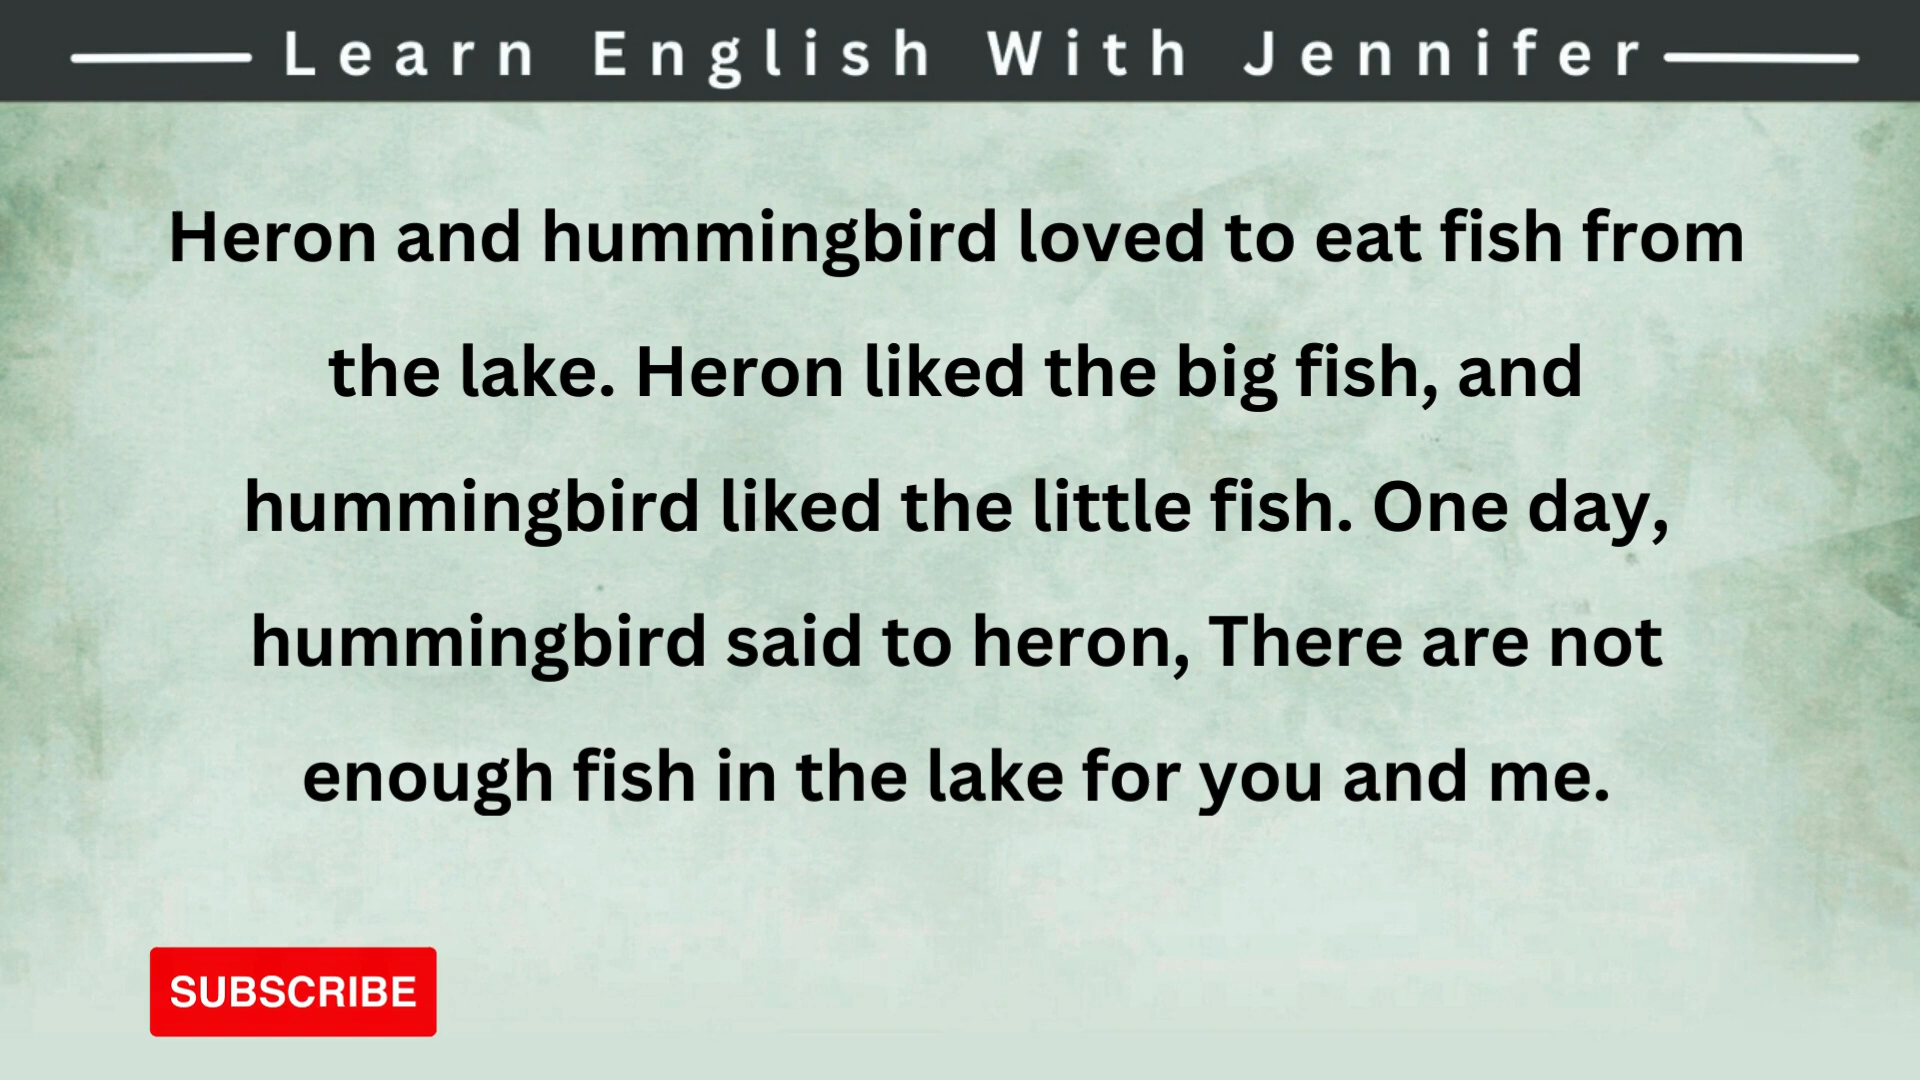 Learn English With Jennifer
Heron and hummingbird loved to eat fish from
the lake. Heron liked the big fish, and
hummingbird liked the little fish. One day,
hummingbird said to heron, There are not
enough fish in the lake for you and me.
SUBSCRIBE